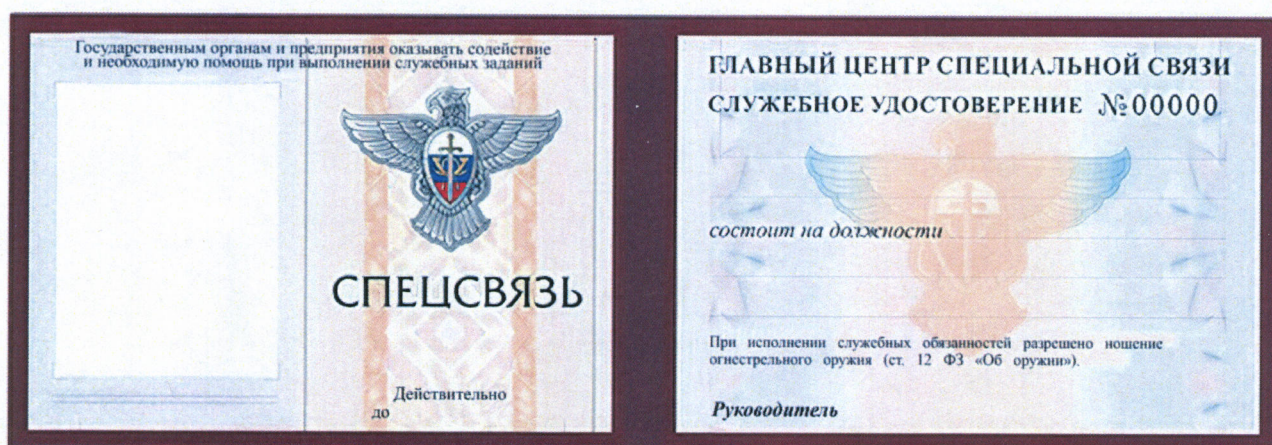 Государственным органам и предприятия оказывать содействие
и необходимую помощь при выполнении служебных заданий
СПЕЦСВЯЗЬ
Действительно
до
ГЛАВНЫЙ ЦЕНТР СПЕЦИАЛЬНОЙ СВЯЗИ
СЛУЖЕБНОЕ УДОСТОВЕРЕНИЕ №00000
состоит на должности
При исполнении служебных обязанностей разрешено ношение
огнестрельного оружия (ст. 12 ФЗ «Об оружии»).
Руководитель